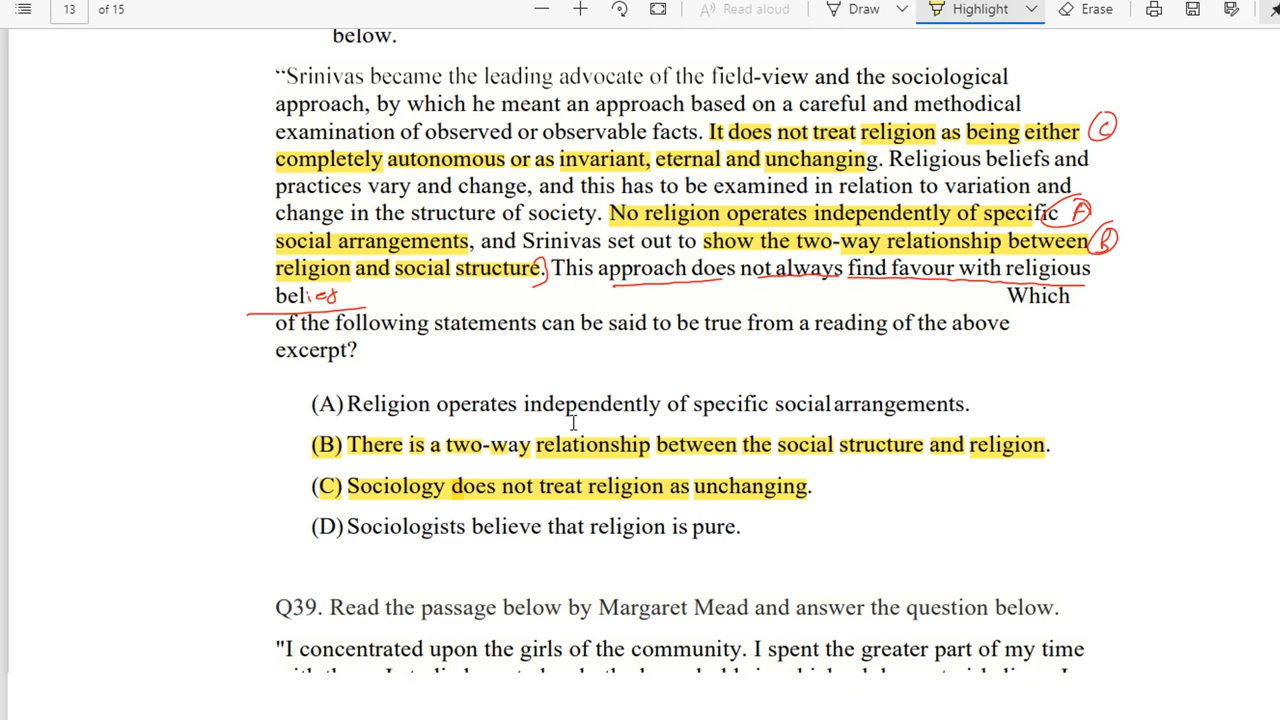 13 of 15 Read aloud Draw Highlight Erase
below.
“Srinivas became the leading advocate of the field-view and the sociological
approach, by which he meant an approach based on a careful and methodical
examination of observed or observable facts. It does not treat religion as being either C
completely autonomous or as invariant, eternal and unchanging. Religious beliefs and
practices vary and change, and this has to be examined in relation to variation and
change in the structure of society. No religion operates independently of specific A
social arrangements, and Srinivas set out to show the two-way relationship between B
religion and social structure. This approach does not always find favour with religious
belief Which
of the following statements can be said to be true from a reading of the above
excerpt?
(A) Religion operates independently of specific social arrangements.
(B) There is a two-way relationship between the social structure and religion.
(C) Sociology does not treat religion as unchanging.
(D) Sociologists believe that religion is pure.
Q39. Read the passage below by Margaret Mead and answer the question below.
"I concentrated upon the girls of the community. I spent the greater part of my time